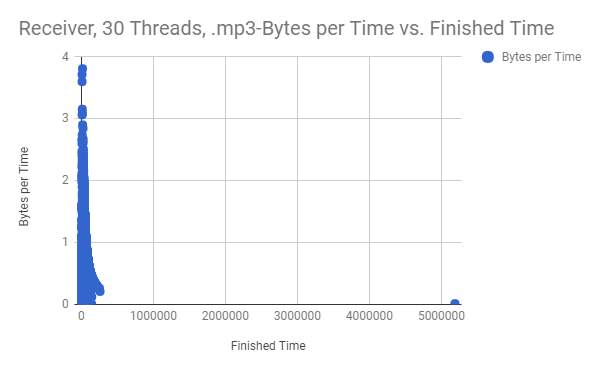 Receiver, 30 Threads, .mp3-Bytes per Time vs. Finished Time
Bytes per Time
Bytes per Time
4
3
2
1
0
0 1000000 2000000 3000000 4000000 5000000
Finished Time